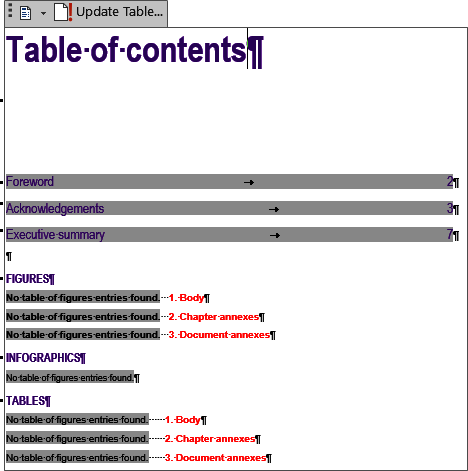 Update Table...
Table·of·contents¶
Foreword → 2¶
Acknowledgements → 3¶
Executive·summary → 7¶
¶
FIGURES¶
No·table·of·figures·entries·found.···1.·Body¶
No·table·of·figures·entries·found.···2.·Chapter·annexes¶
No·table·of·figures·entries·found.···3.·Document·annexes¶
INFOGRAPHICS¶
No·table·of·figures·entries·found.¶
TABLES¶
No·table·of·figures·entries·found.······1.·Body¶
No·table·of·figures·entries·found.······2.·Chapter·annexes¶
No·table·of·figures·entries·found.······3.·Document·annexes¶